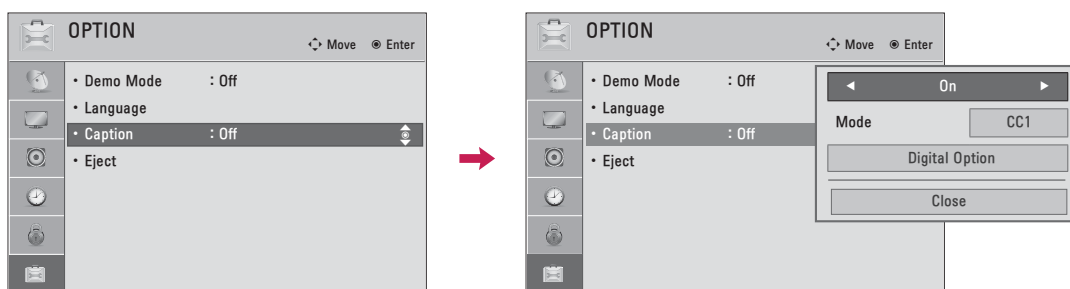 OPTION
Move Enter
• Demo Mode : Off
• Language
• Caption : Off
• Eject
OPTION
Move Enter
• Demo Mode : Off
• Language
• Caption : Off
• Eject
◄ On ►
Mode CC1
Digital Option
Close